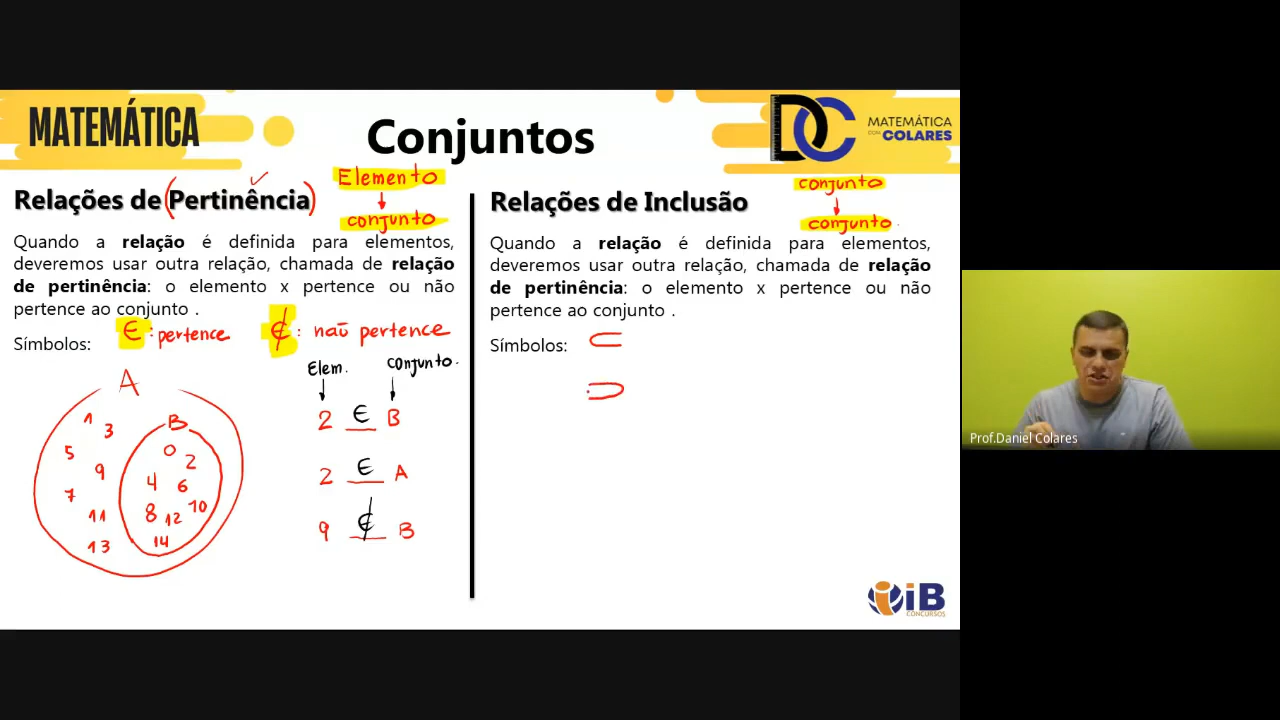 MATEMÁTICA
Conjuntos
DC
MATEMÁTICA
COM COLARES
Relações de (Pertinência)
Elemento
conjunto
Quando a relação é definida para elementos,
deveremos usar outra relação, chamada de relação
de pertinência: o elemento x pertence ou não
pertence ao conjunto .
Símbolos:
∈ : pertence
∉ : não pertence
A
1
3
5
9
7
11
13
B
0
2
4
6
8
12
10
14
Elem.
conjunto.
2 ∈ B
2 ∈ A
9 ∉ B
Relações de Inclusão
conjunto
conjunto
Quando a relação é definida para elementos,
deveremos usar outra relação, chamada de relação
de pertinência: o elemento x pertence ou não
pertence ao conjunto .
Símbolos: ⊂
⊃
iB
CONCURSOS
Prof.Daniel Colares